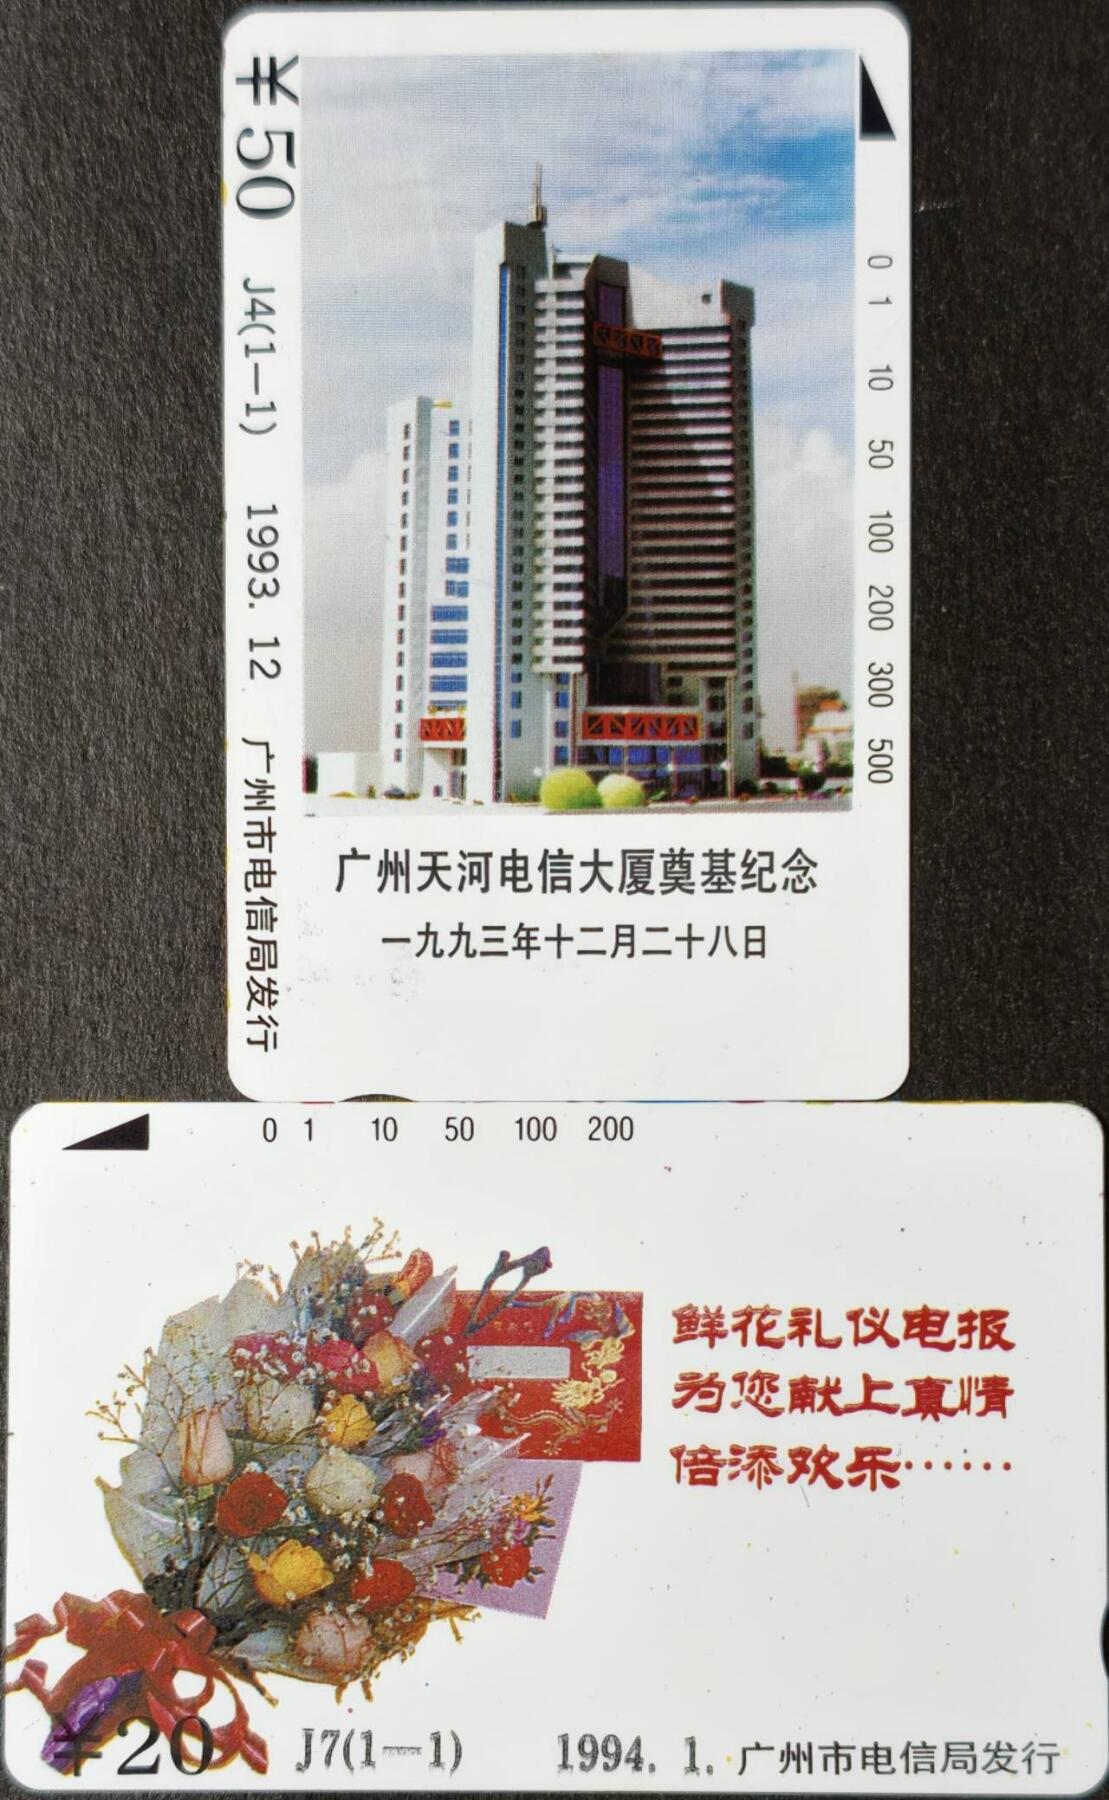 ¥50 J4(1—1) 1993.12 广州市电信局发行
0 1 10 50 100 200 300 500
广州天河电信大厦奠基纪念
一九九三年十二月二十八日
0 1 10 50 100 200
鲜花礼仪电报
为您献上真情
倍添欢乐……
¥20 J7(1—1) 1994.1. 广州市电信局发行